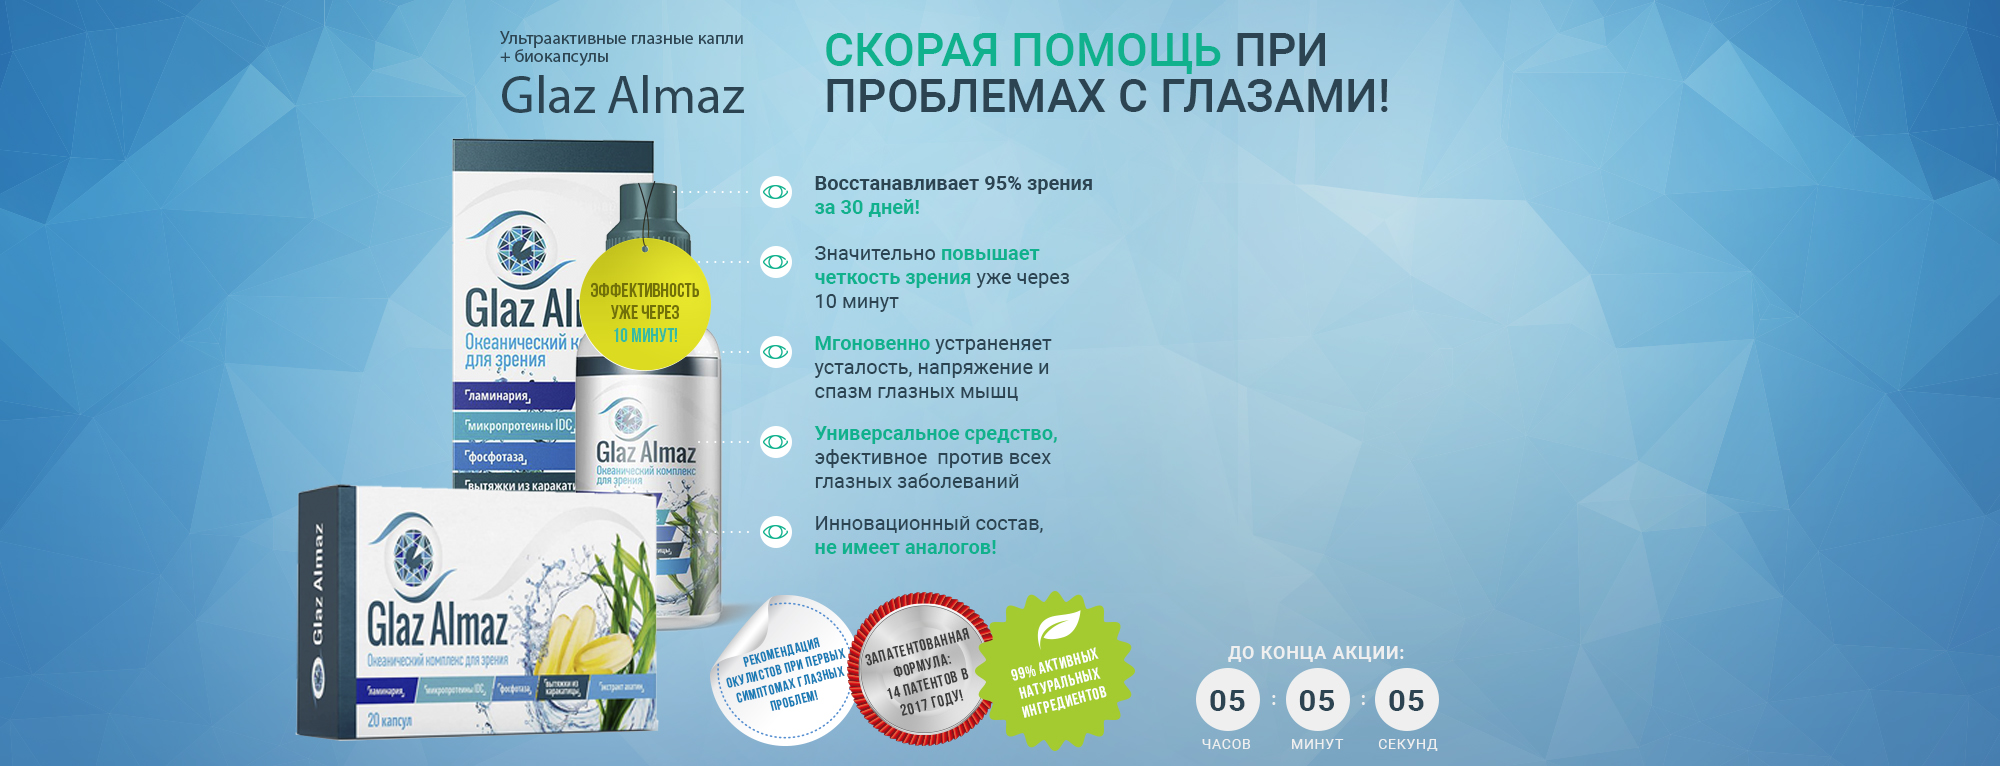 Ультраактивные глазные капли
+ биокапсулы
Glaz Almaz
СКОРАЯ ПОМОЩЬ ПРИ
ПРОБЛЕМАХ С ГЛАЗАМИ!
Восстанавливает 95% зрения
за 30 дней!
Значительно повышает
четкость зрения уже через
10 минут
Мгоновенно устраненяет
усталость, напряжение и
спазм глазных мышц
Универсальное средство,
эфективное против всех
глазных заболеваний
Инновационный состав,
не имеет аналогов!
Glaz Al
Океанический к
для зрения
ламинария
микропротеины IDC
фосфотаза
вытяжки из каракати
ЭФФЕКТИВНОСТЬ
УЖЕ ЧЕРЕЗ
10 МИНУТ!
Glaz Almaz
Океанический комплекс
для зрения
Glaz Almaz
Glaz Almaz
Океанический комплекс для зрения
ламинария
микропротеины IDC
фосфотаза
вытяжки из
каракатицы
20 капсул
РЕКОМЕНДАЦИЯ
ОКУЛИСТОВ ПРИ ПЕРВЫХ
СИМПТОМАХ ГЛАЗНЫХ
ПРОБЛЕМ!
ЗАПАТЕНТОВАННАЯ
ФОРМУЛА:
14 ПАТЕНТОВ В
2017 ГОДУ!
99% АКТИВНЫХ
НАТУРАЛЬНЫХ
ИНГРЕДИЕНТОВ
ДО КОНЦА АКЦИИ:
05 : 05 : 05
ЧАСОВ МИНУТ СЕКУНД